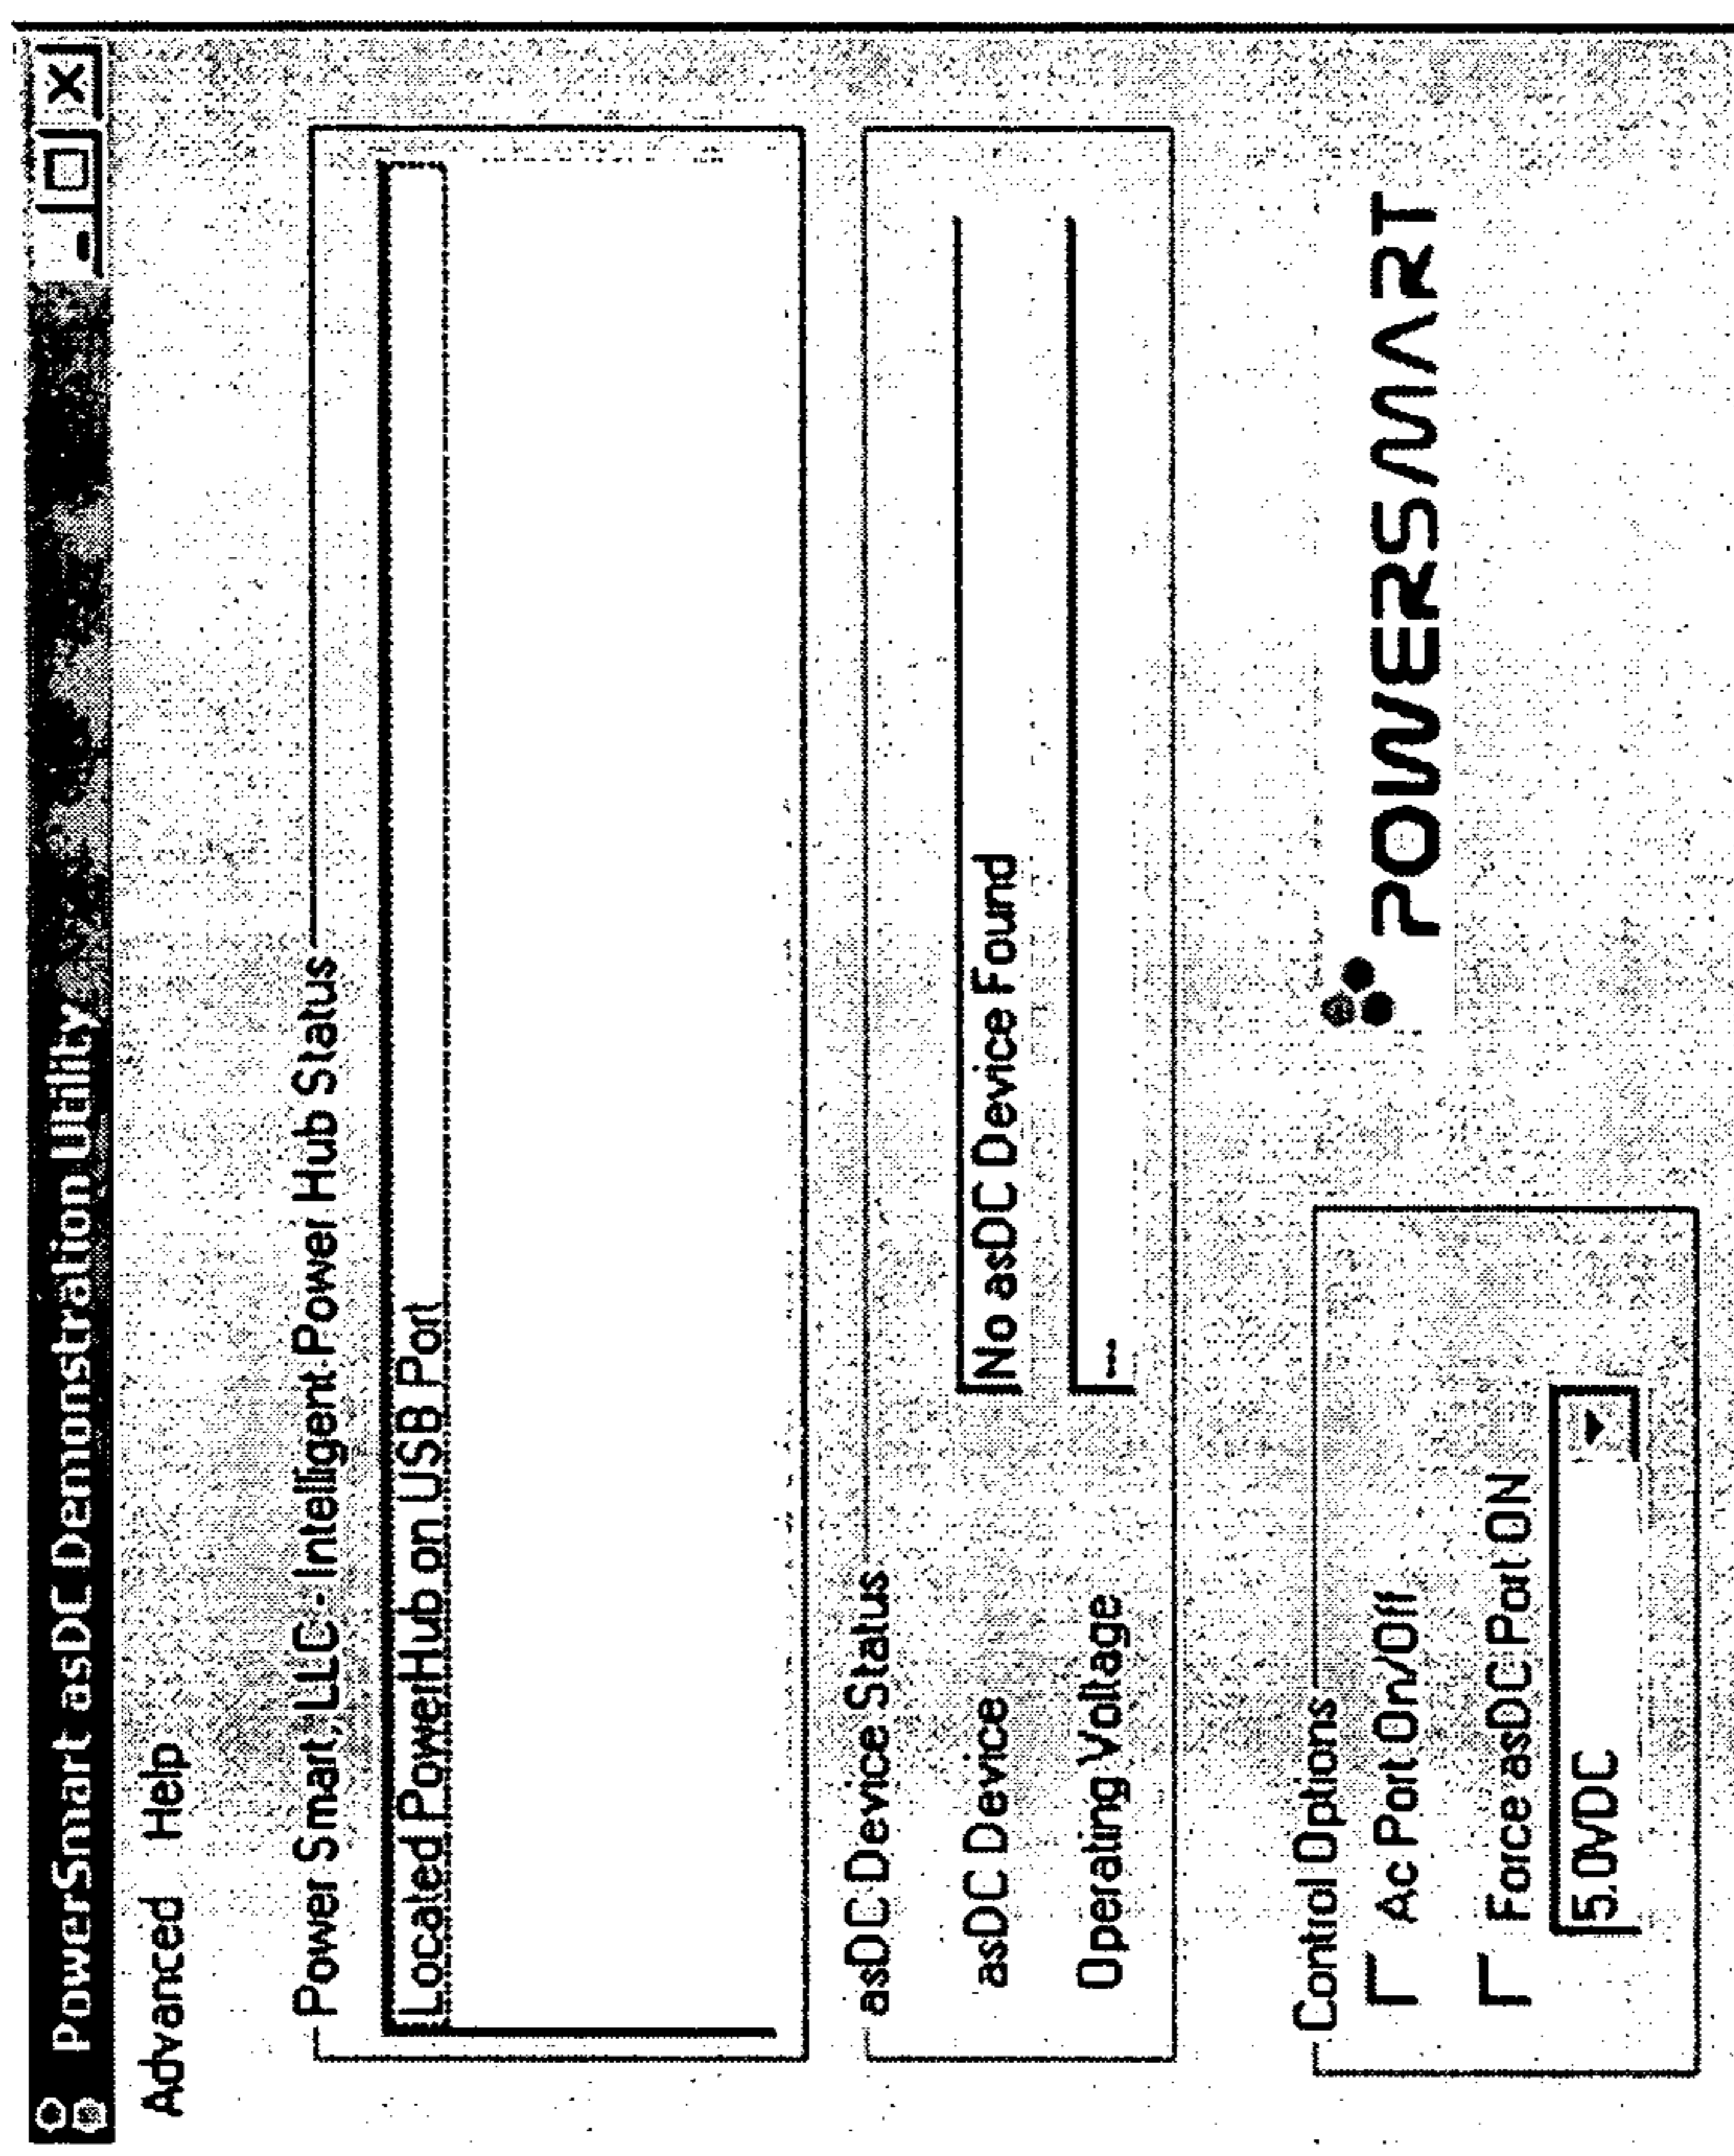 PowerSmart asDC Demonstration Utility
Advanced Help
Power Smart, LLC - Intelligent Power Hub Status
Located PowerHub on USB Port
asDC Device Status
asDC Device No asDC Device Found
Operating Voltage ---
Control Options
Ac Port On/Off
Force asDC Port ON
5.0VDC
POWERSMART